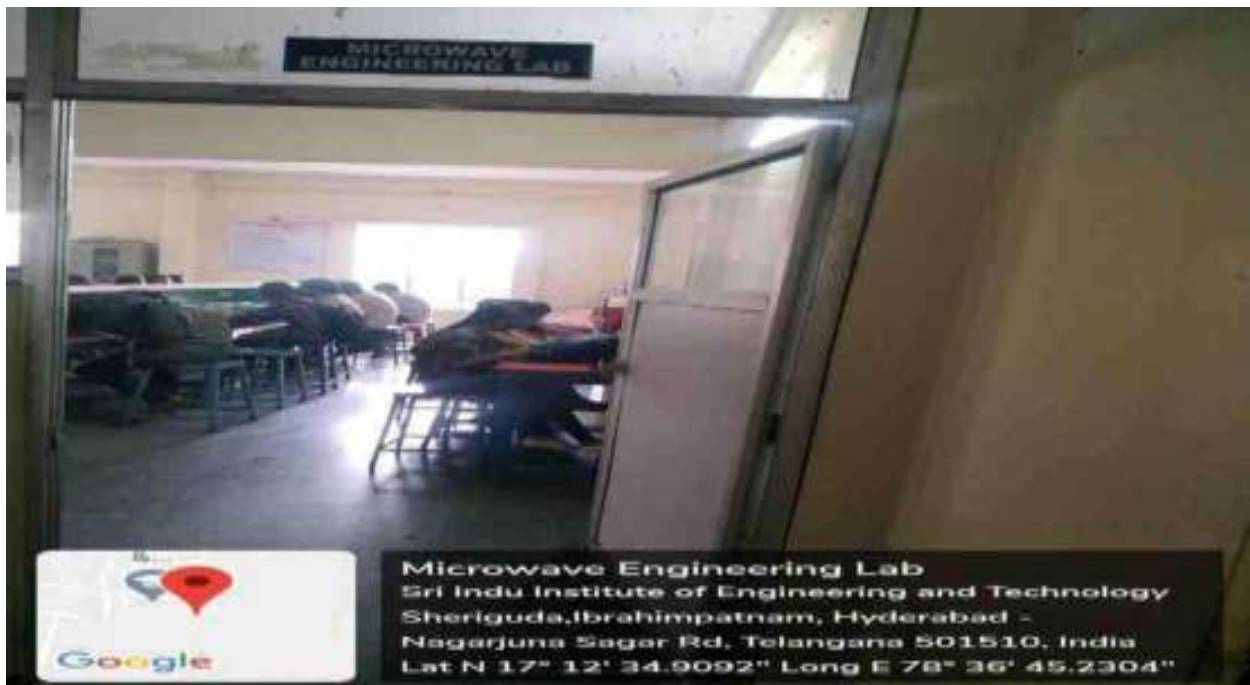 MICROWAVE
ENGINEERING LAB
Google
Microwave Engineering Lab
Sri Indu Institute of Engineering and Technology
Sheriguda,Ibrahimpatnam, Hyderabad -
Nagarjuna Sagar Rd, Telangana 501510, India
Lat N 17° 12' 34.9092" Long E 78° 36' 45.2304"